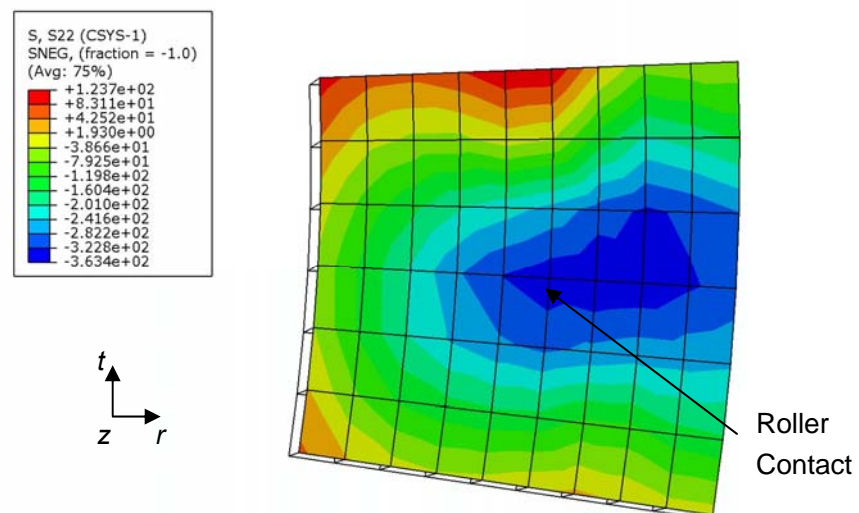 S, S22 (CSYS-1)
SNEG, (fraction = -1.0)
(Avg: 75%)
+1.237e+02
+8.311e+01
+4.252e+01
+1.930e+00
-3.866e+01
-7.925e+01
-1.198e+02
-1.604e+02
-2.010e+02
-2.416e+02
-2.822e+02
-3.228e+02
-3.634e+02
t
z r
Roller
Contact